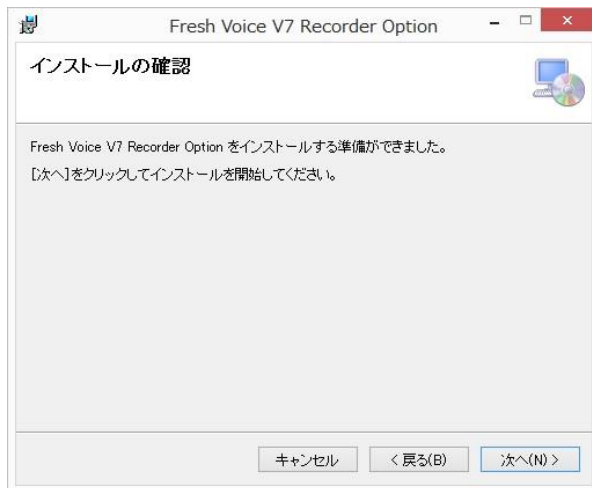 Fresh Voice V7 Recorder Option
インストールの確認
Fresh Voice V7 Recorder Option をインストールする準備ができました。
[次へ]をクリックしてインストールを開始してください。
キャンセル
< 戻る(B)
次へ(N) >